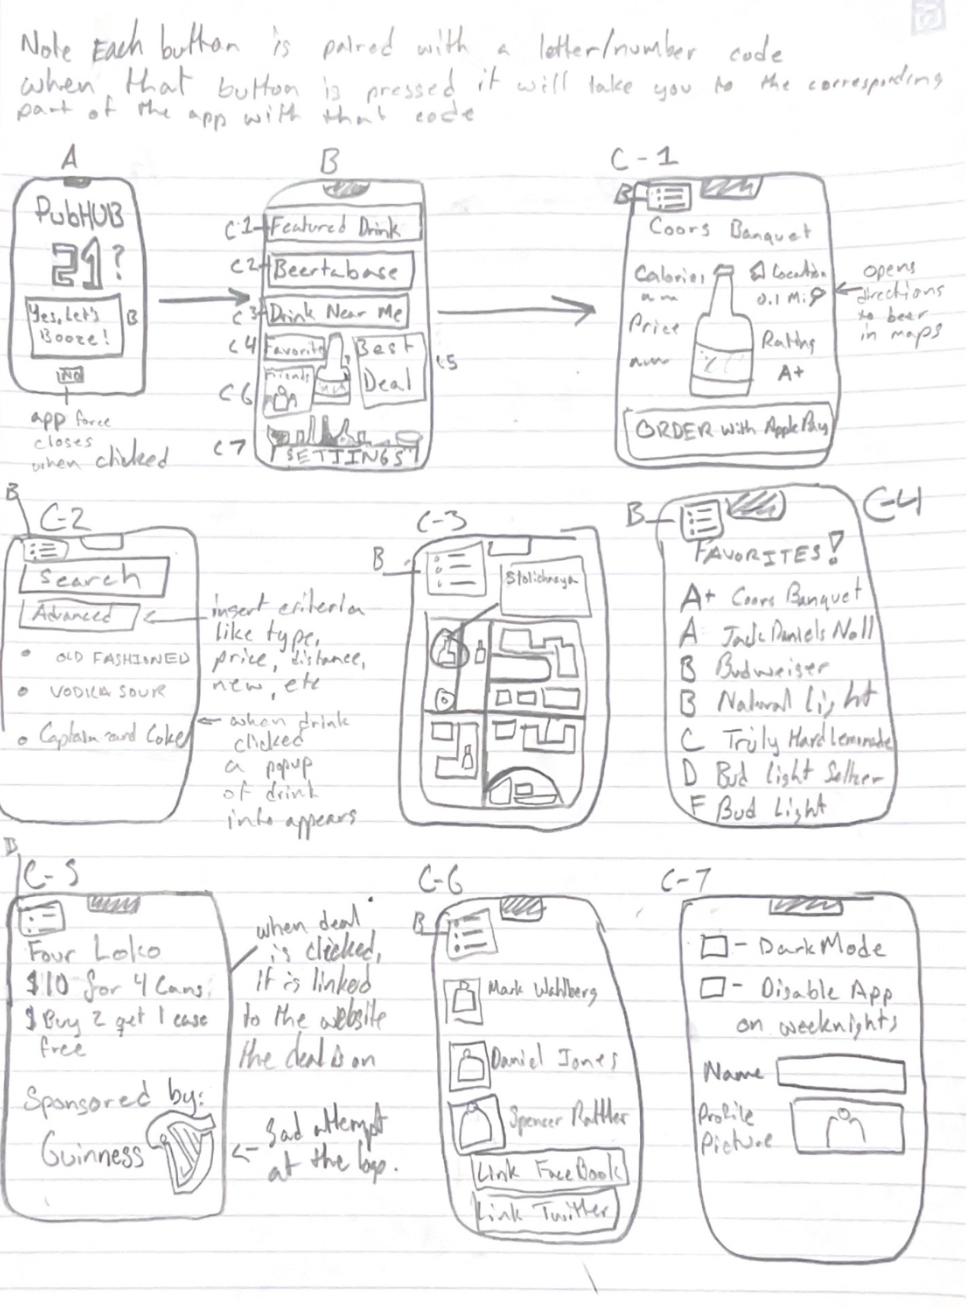 Note Each button is paired with a letter/number code
when that button is pressed it will take you to the corresponding
part of the app with that code
A
PubHUB
21?
Yes, Let's
Booze!
B
NO
app force
closes
when clicked
B
C1
Featured Drink
C2
Beertabase
C3
Drink Near Me
C4
Favorite
Best
Deal
C5
Friends
C6
C7
SETTINGS
C-1
B
Coors Banquet
Calories
Location
0.1 Mi
Price
Rating
A+
ORDER with Apple Pay
opens
directions
to beer
in maps
B
C-2
Search
Advanced
OLD FASHIONED
VODKA SOUR
Captain and Coke
insert criteria
like type,
price, distance,
new, etc
when drink
clicked
a popup
of drink
info appears
C-3
B
Stolichnaya
C-4
B
FAVORITES!
A+ Coors Banquet
A Jack Daniels No11
B Budweiser
B Natural Light
C Truly Hard Lemonade
D Bud Light Seltzer
F Bud Light
B
C-5
Four Loko
$10 for 4 Cans
$ Buy 2 get 1 case
free
Sponsored by:
Guinness
when deal
is clicked,
it is linked
to the website
the deal is on
Sad attempt
at the logo.
C-6
B
Mark Wahlberg
Daniel Jones
Spencer Rattler
Link FaceBook
Link Twitter
C-7
- Dark Mode
- Disable App
on weeknights
Name
Profile
Picture